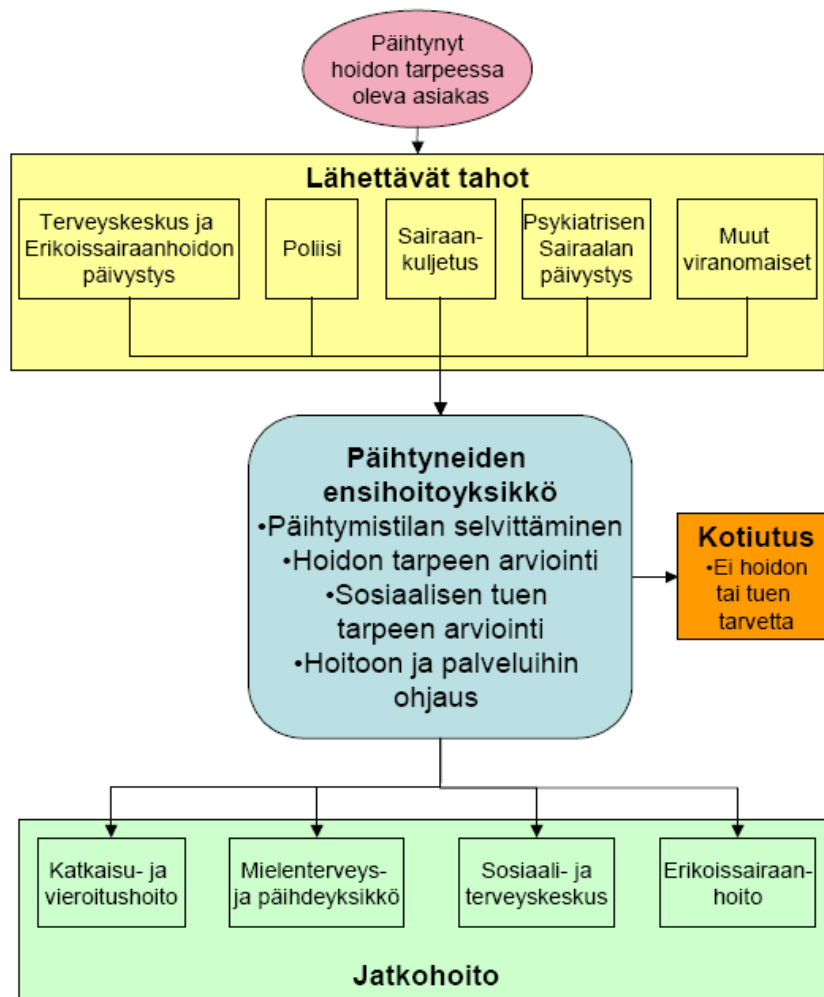 Päihtynyt
hoidon tarpeessa
oleva asiakas
Lähettävät tahot
Terveyskeskus ja
Erikoissairaanhoidon
päivystys
Poliisi
Sairaan-
kuljetus
Psykiatrisen
Sairaalan
päivystys
Muut
viranomaiset
Päihtyneiden
ensihoitoyksikkö
•Päihtymistilan selvittäminen
•Hoidon tarpeen arviointi
•Sosiaalisen tuen
tarpeen arviointi
•Hoitoon ja palveluihin
ohjaus
Kotiutus
•Ei hoidon
tai tuen
tarvetta
Katkaisu- ja
vieroitushoito
Mielenterveys-
ja päihdeyksikkö
Sosiaali- ja
terveyskeskus
Erikoissairaan-
hoito
Jatkohoito